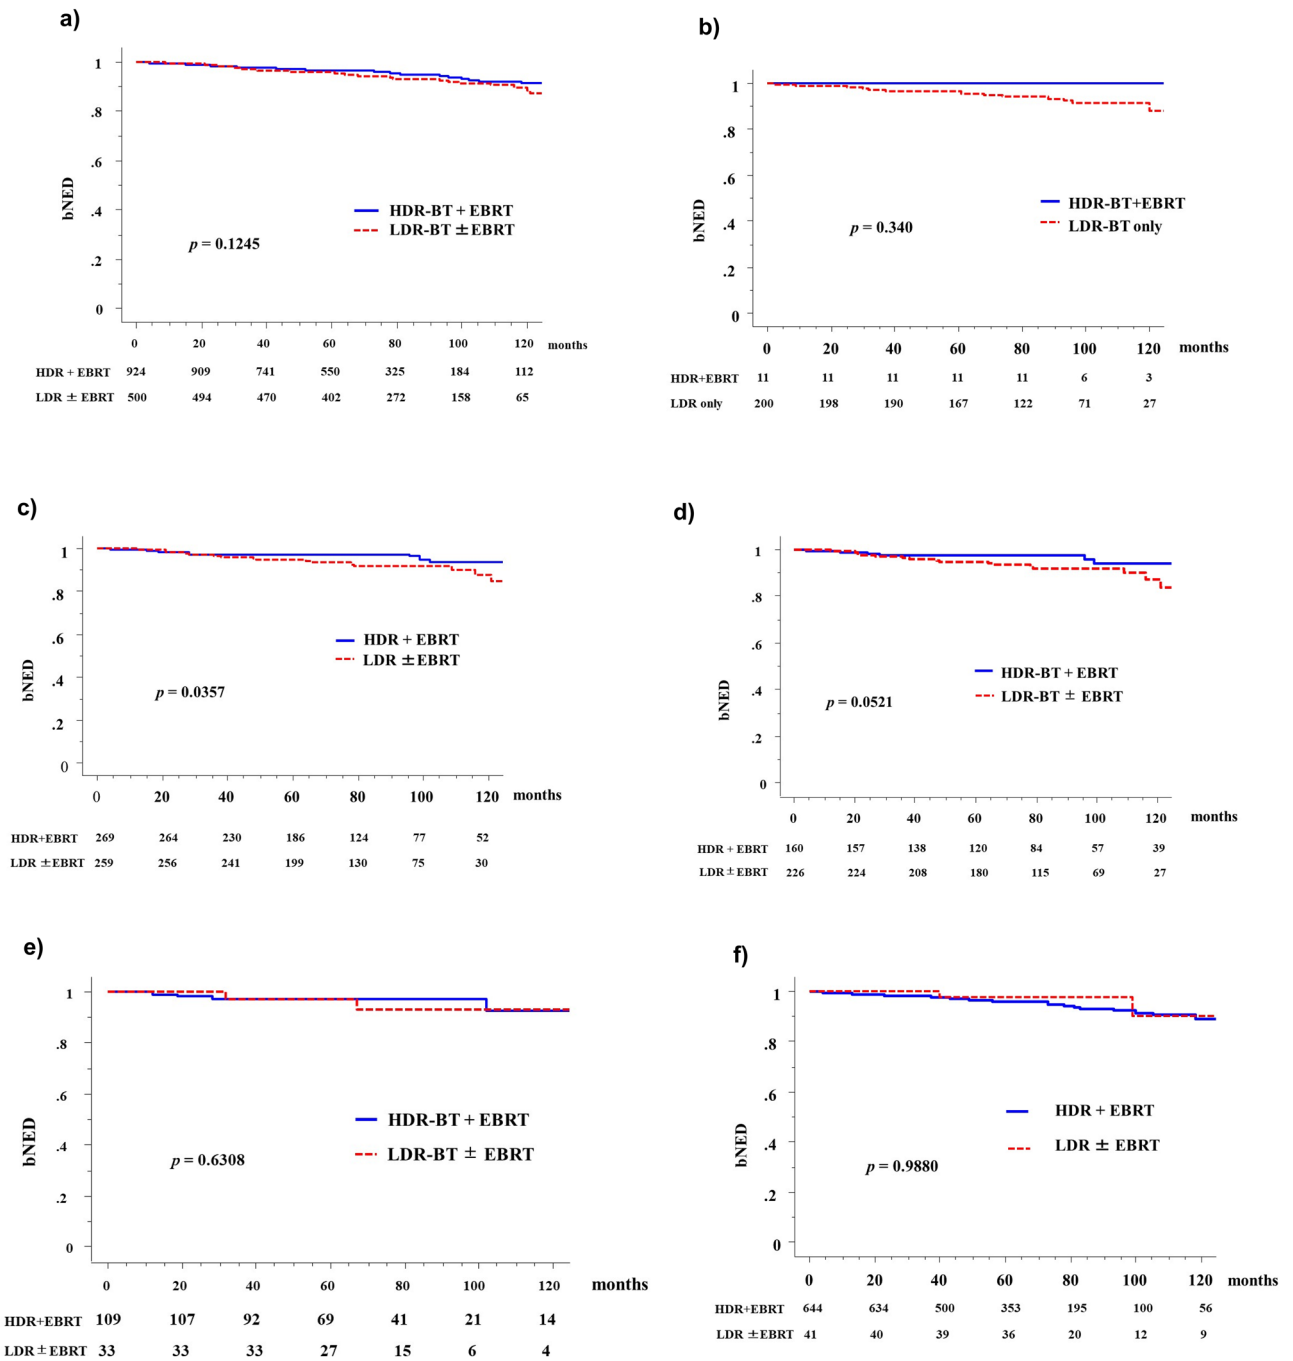 a)
1
.8
.6
.4
.2
0
bNED
HDR-BT + EBRT
LDR-BT ± EBRT
p = 0.1245
0 20 40 60 80 100 120 months
HDR + EBRT 924 909 741 550 325 184 112
LDR ± EBRT 500 494 470 402 272 158 65
b)
1
.8
.6
.4
.2
0
bNED
HDR-BT+EBRT
LDR-BT only
p = 0.340
0 20 40 60 80 100 120 months
HDR+EBRT 11 11 11 11 11 6 3
LDR only 200 198 190 167 122 71 27
c)
1
.8
.6
.4
.2
0
bNED
HDR + EBRT
LDR ± EBRT
p = 0.0357
0 20 40 60 80 100 120 months
HDR+EBRT 269 264 230 186 124 77 52
LDR ± EBRT 259 256 241 199 130 75 30
d)
1
.8
.6
.4
.2
0
bNED
HDR-BT + EBRT
LDR-BT ± EBRT
p = 0.0521
0 20 40 60 80 100 120 months
HDR + EBRT 160 157 138 120 84 57 39
LDR ± EBRT 226 224 208 180 115 69 27
e)
1
.8
.6
.4
.2
0
bNED
HDR-BT + EBRT
LDR-BT ± EBRT
p = 0.6308
0 20 40 60 80 100 120 months
HDR+EBRT 109 107 92 69 41 21 14
LDR ± EBRT 33 33 33 27 15 6 4
f)
1
.8
.6
.4
.2
0
bNED
HDR + EBRT
LDR ± EBRT
p = 0.9880
0 20 40 60 80 100 120 months
HDR+EBRT 644 634 500 353 195 100 56
LDR ± EBRT 41 40 39 36 20 12 9